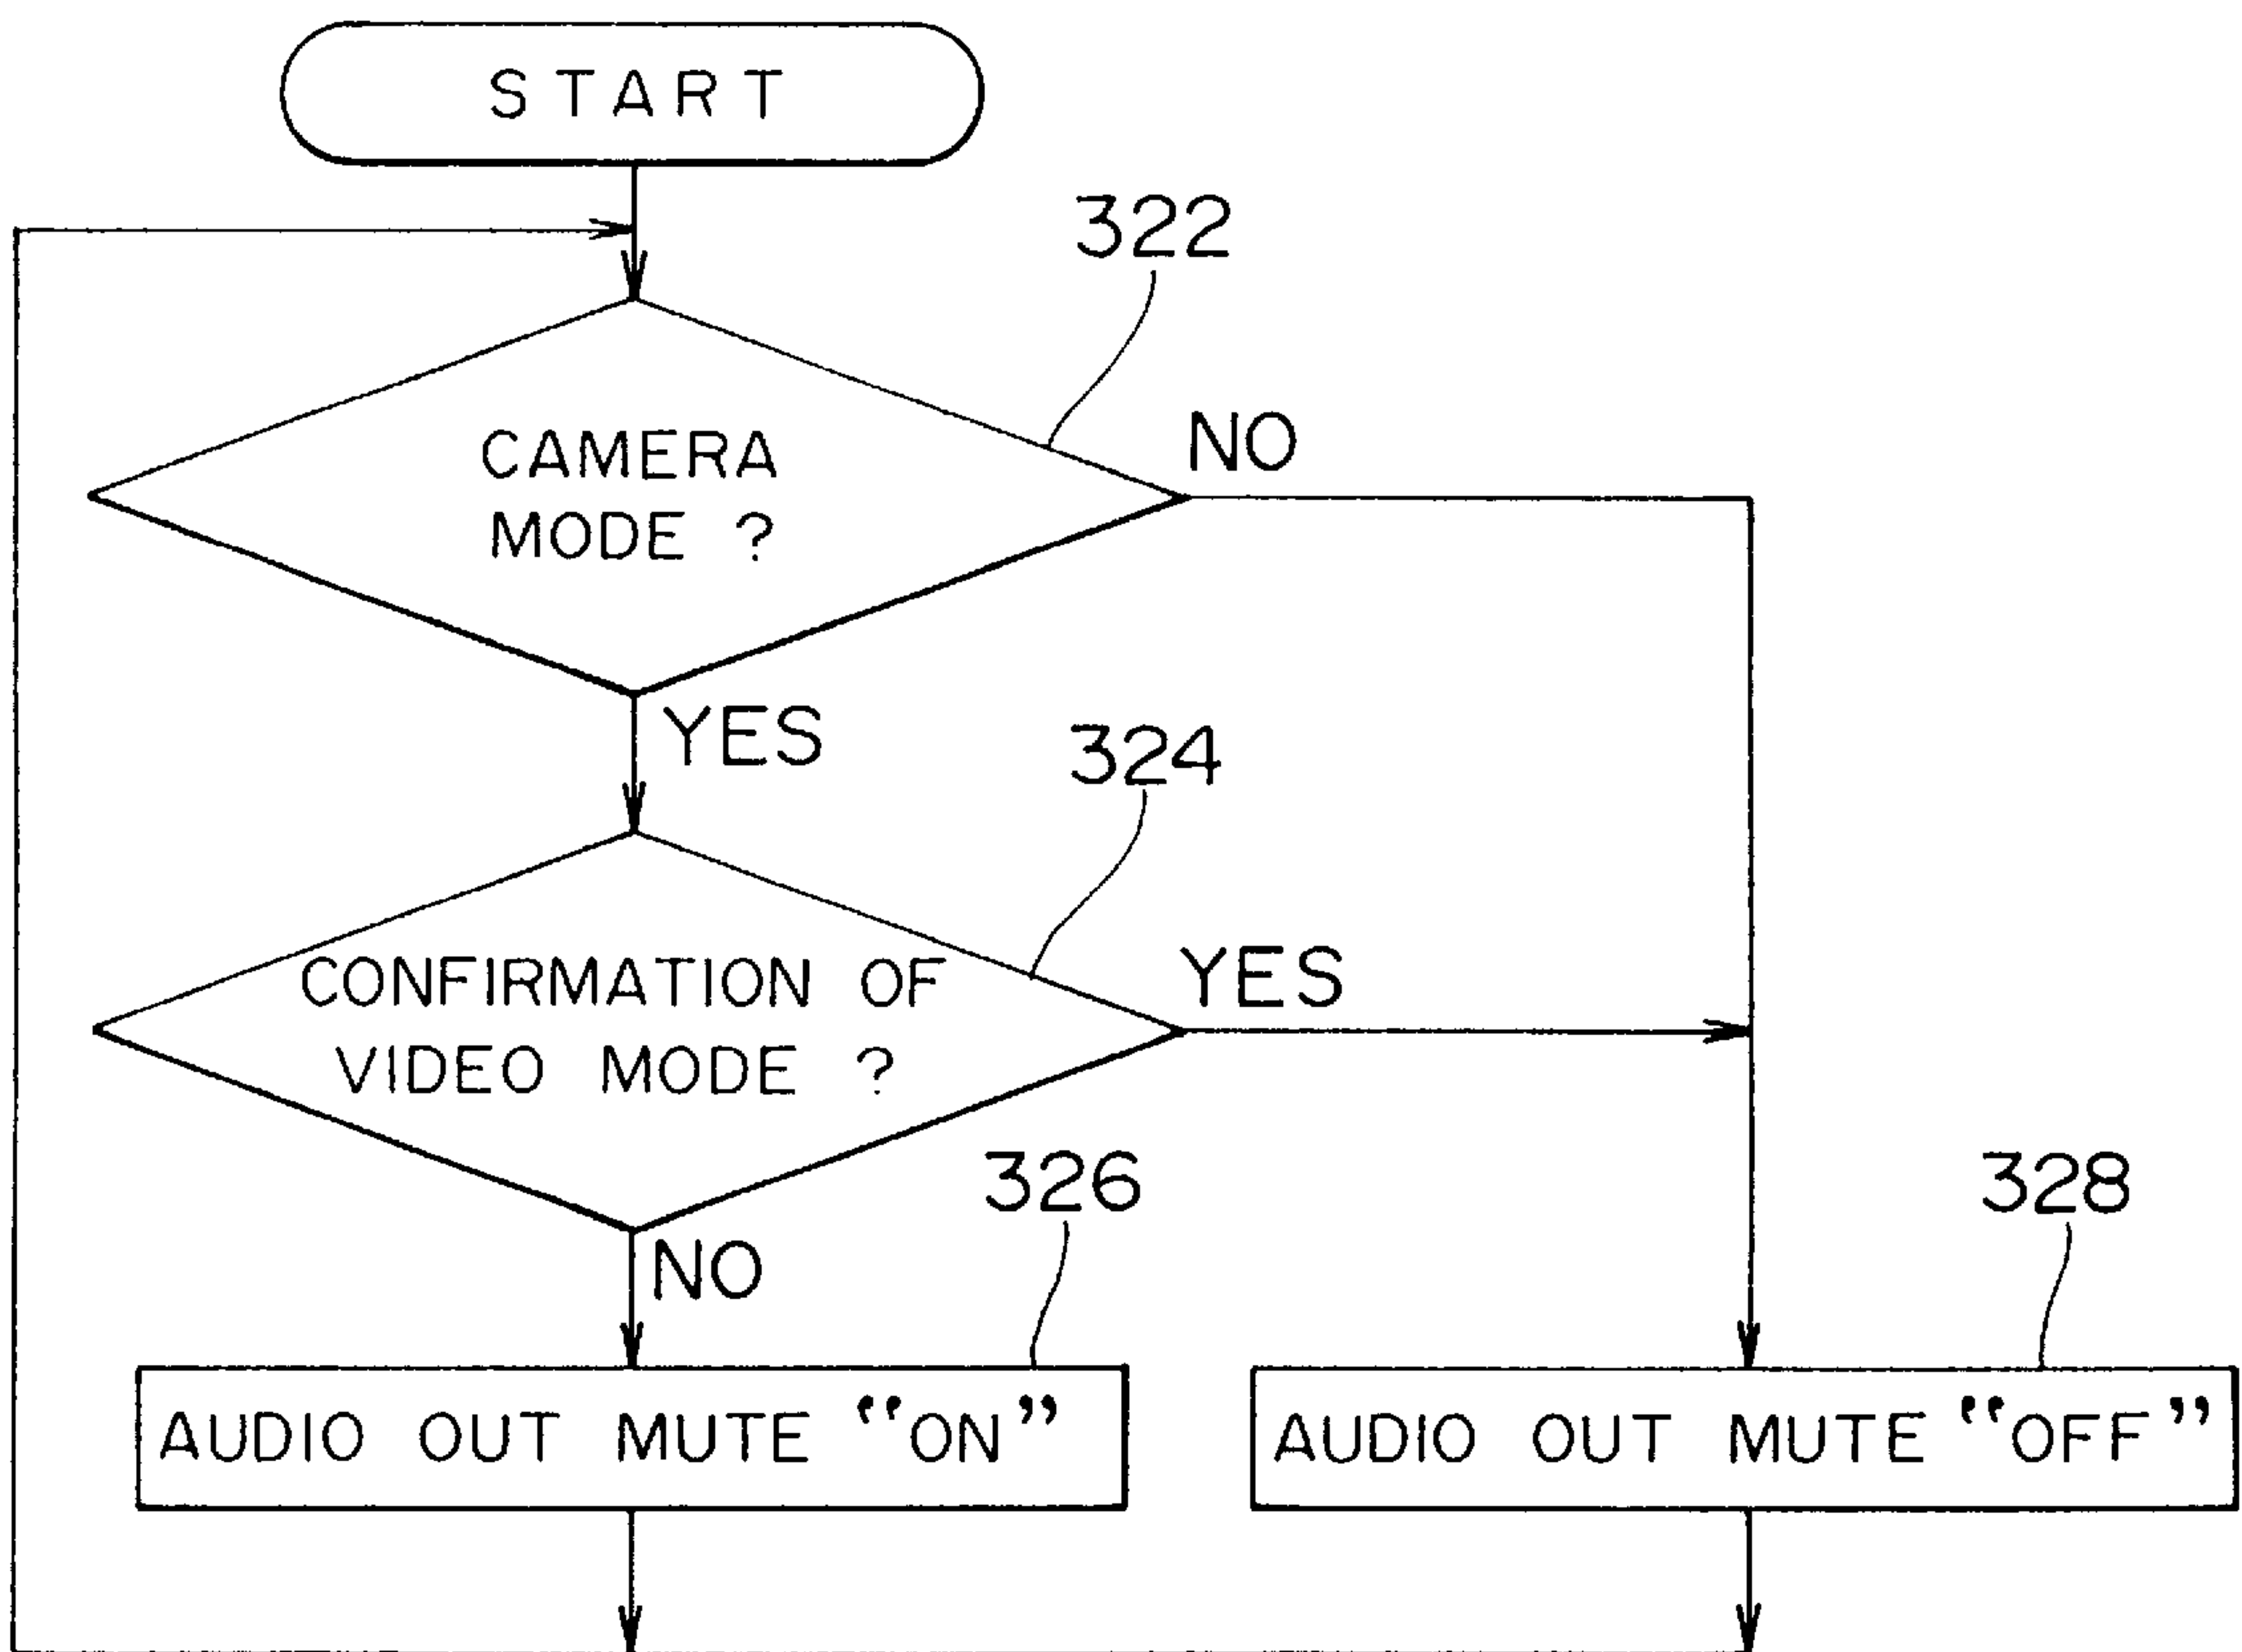 START
322
CAMERA
MODE ?
NO
YES
324
CONFIRMATION OF
VIDEO MODE ?
YES
NO
326
328
AUDIO OUT MUTE “ON”
AUDIO OUT MUTE “OFF”